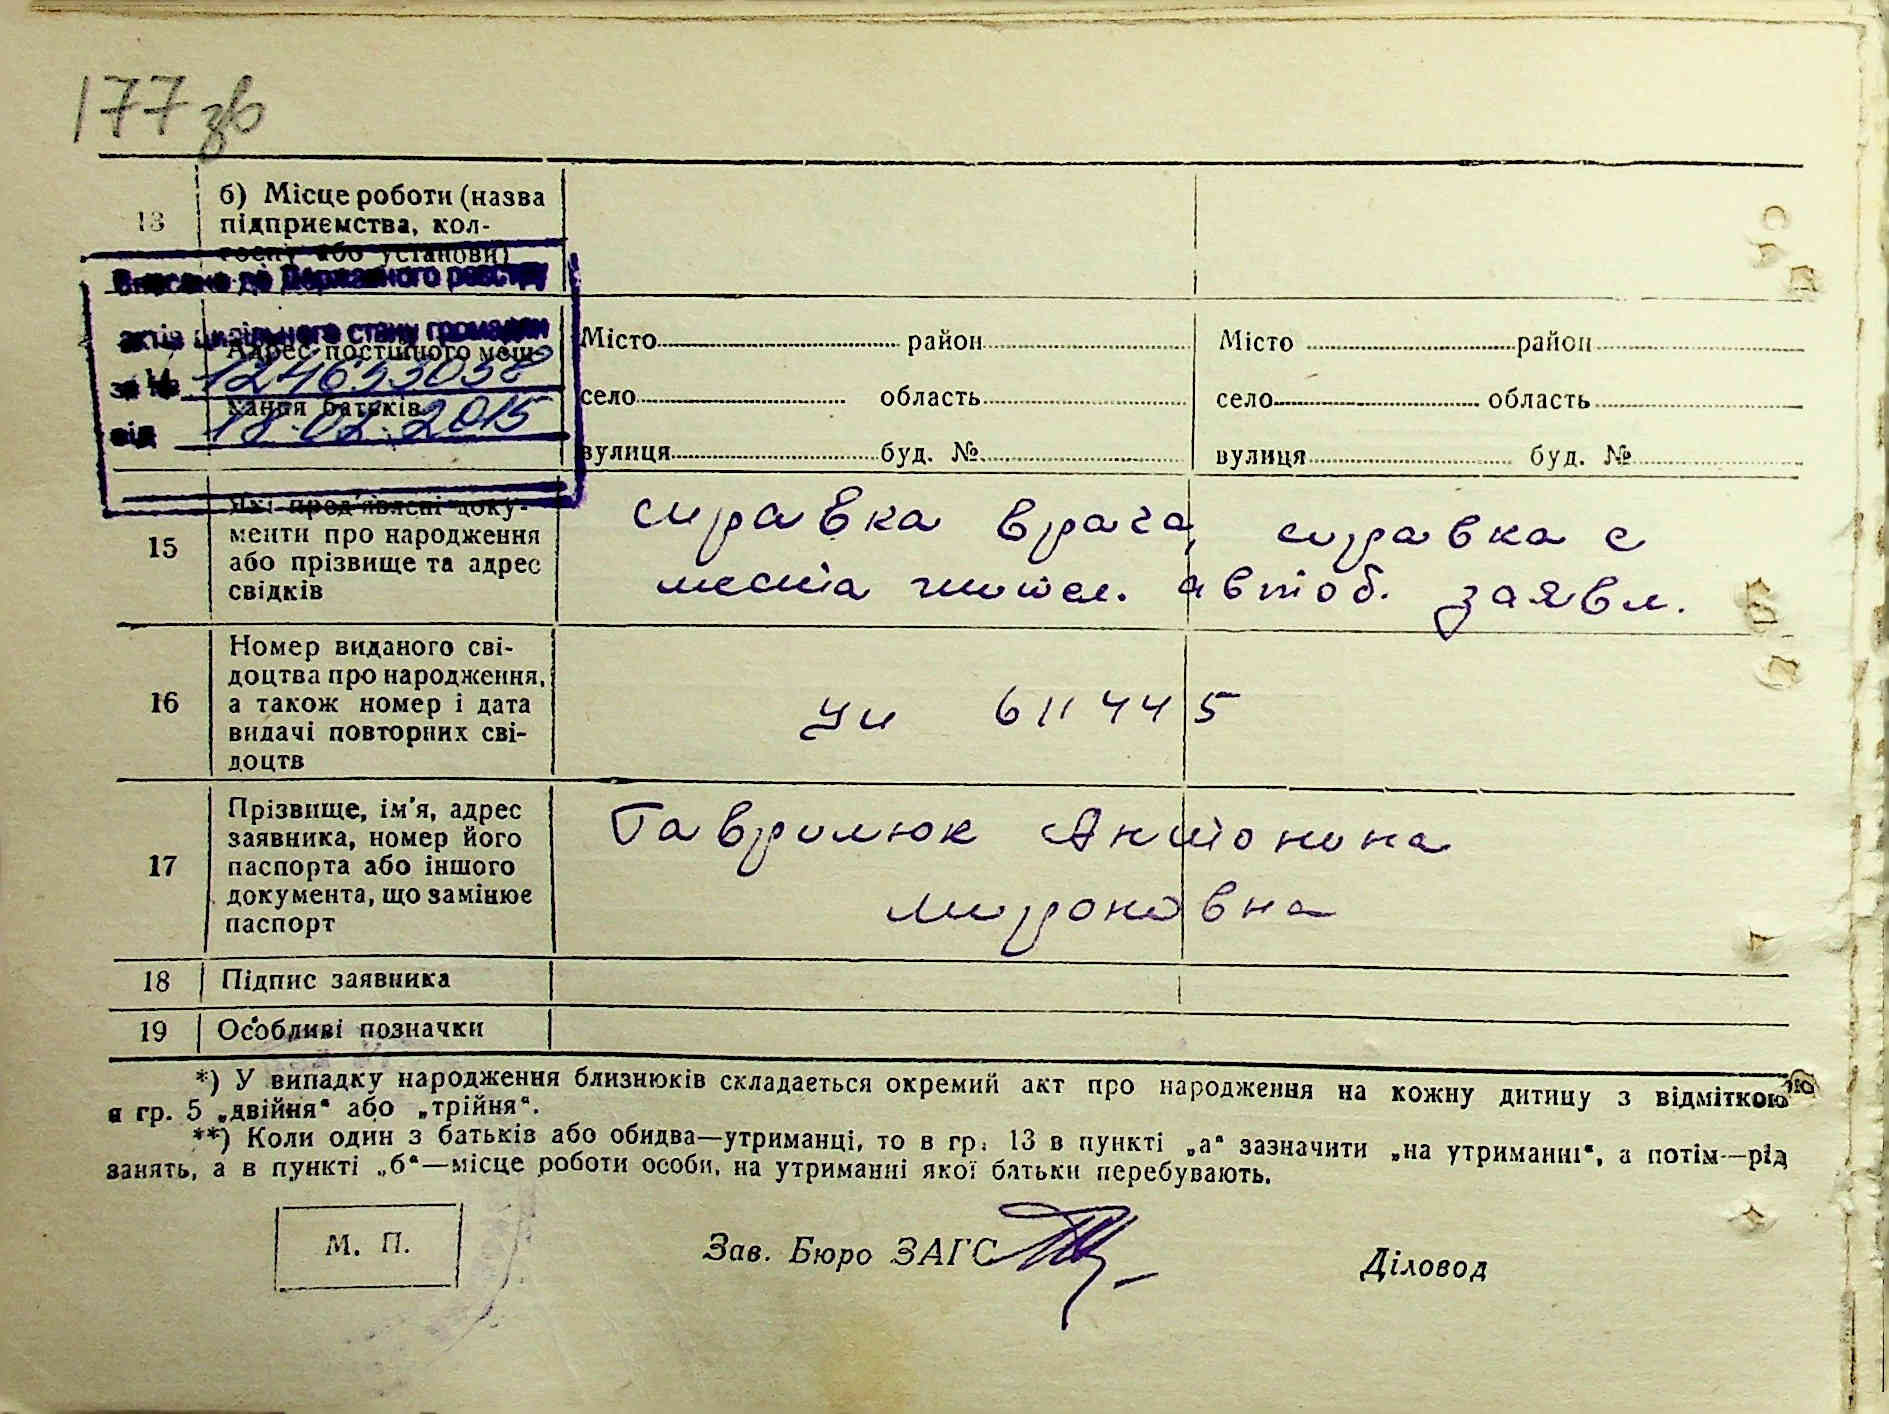 177 зв
13 б) Місце роботи (назва
підприємства, кол-
госпу або установи)
Внесено до Державного реєстру
актів цивільного стану громадян
за № 124653058
від 18.02.2015
14 Адрес постійного меш-
кання батьків
Місто район Місто район
село область село область
вулиця буд. № вулиця буд. №
15 Які пред'явлені доку-
менти про народження
або прізвище та адрес
свідків
справка врача, справка с
места жител. автоб. заявл.
16 Номер виданого сві-
доцтва про народження,
а також номер і дата
видачі повторних сві-
доцтв
611445
17 Прізвище, ім'я, адрес
заявника, номер його
паспорта або іншого
документа, що замінює
паспорт
Гаврилюк Антонина
Мироновна
18 Підпис заявника
19 Особливі позначки
*) У випадку народження близнюків складається окремий акт про народження на кожну дитину з відміткою
в гр. 5 „двійня“ або „трійня“.
**) Коли один з батьків або обидва—утриманці, то в гр. 13 в пункті „а“ зазначити „на утриманні“, а потім—рід
занять, а в пункті „б“—місце роботи особи, на утриманні якої батьки перебувають.
М. П. Зав. Бюро ЗАГС Діловод